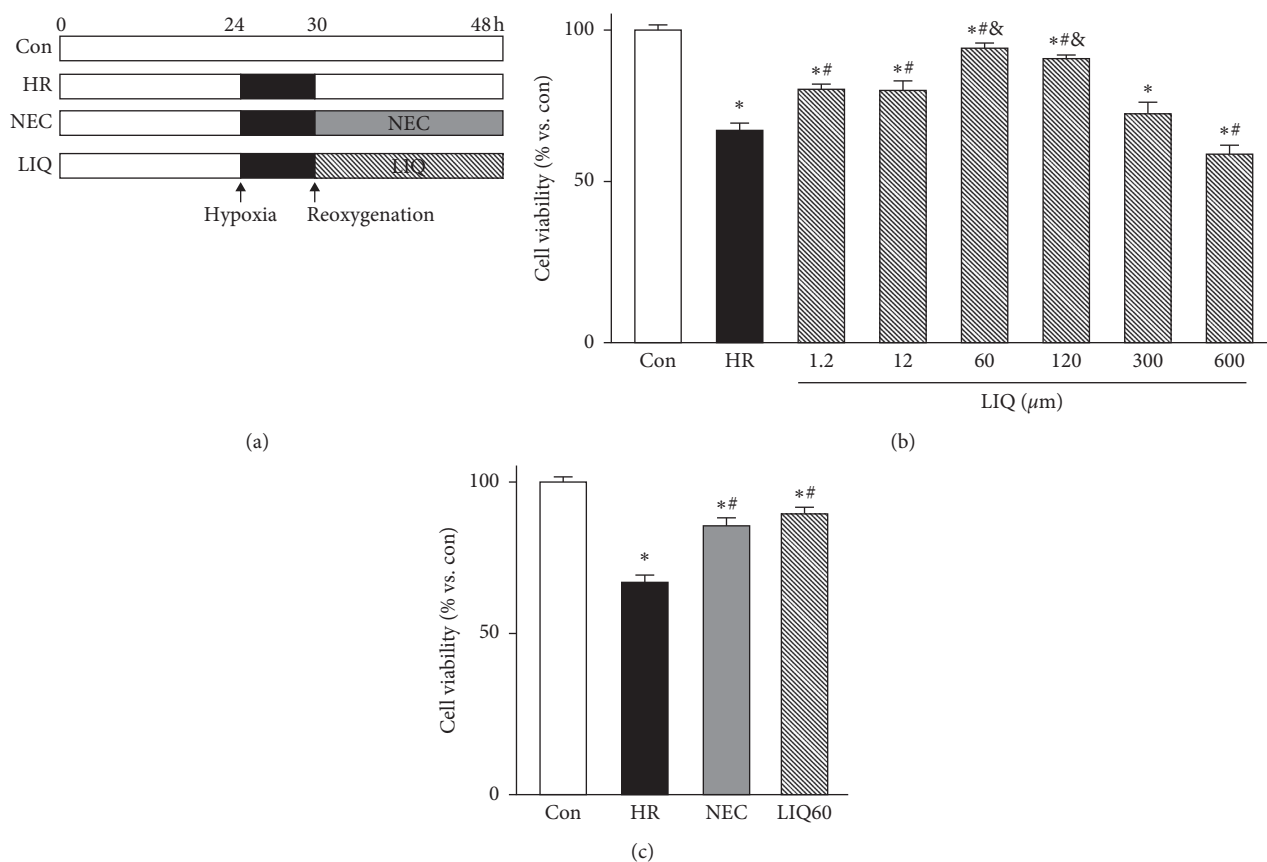 0 24 30 48 h
Con
HR
NEC NEC
LIQ LIQ
Hypoxia Reoxygenation
(a)
Cell viability (% vs. con)
100
50
0
*
*#
*#
*#&
*#&
*
*#
Con HR 1.2 12 60 120 300 600
LIQ (μm)
(b)
Cell viability (% vs. con)
100
50
0
*
*#
*#
Con HR NEC LIQ60
(c)